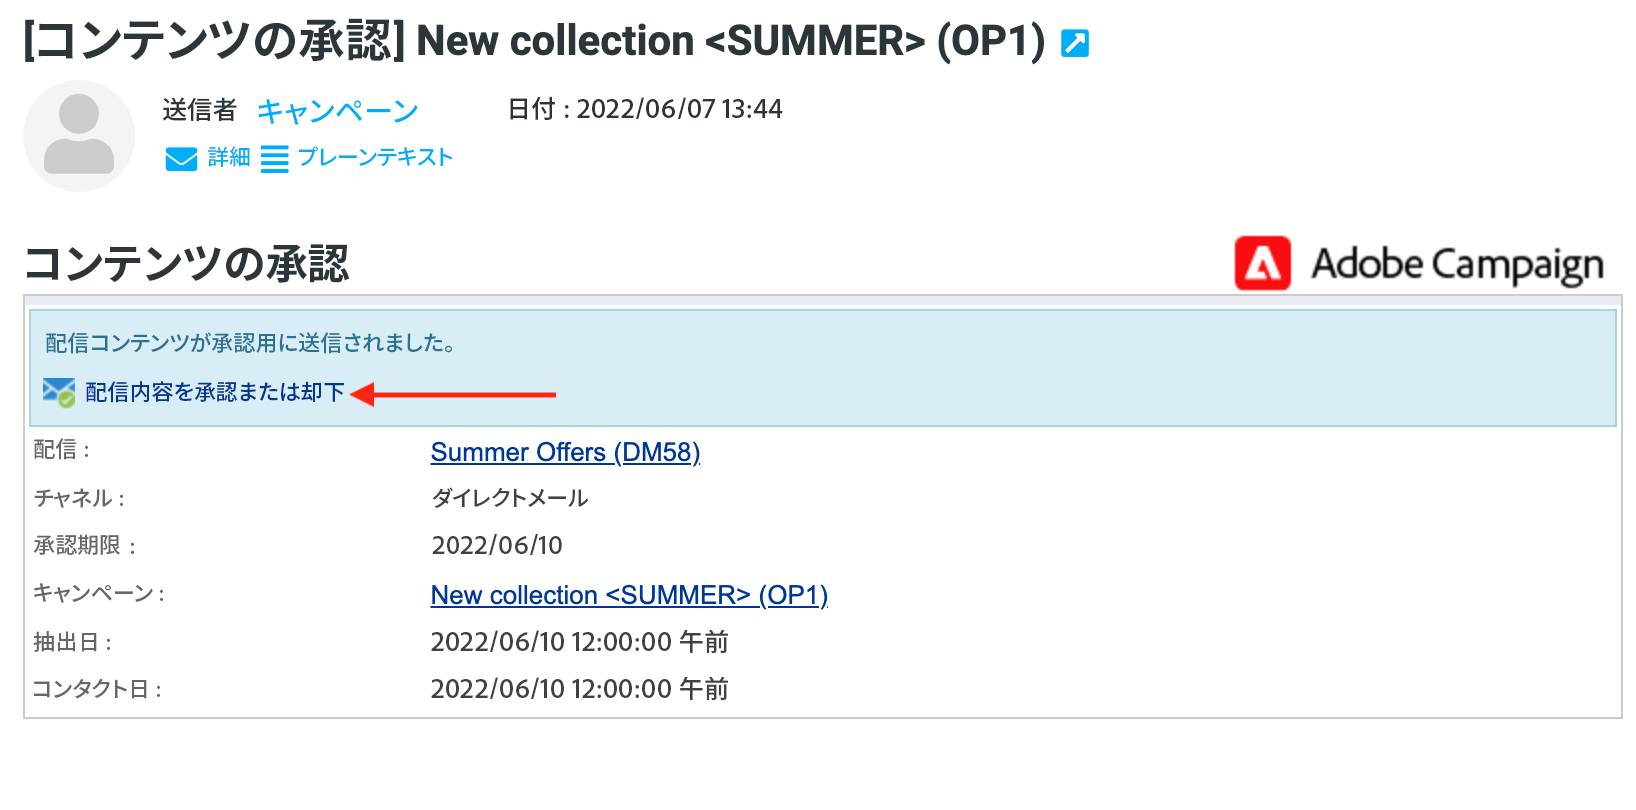 [コンテンツの承認] New collection <SUMMER> (OP1)
送信者 キャンペーン 日付 : 2022/06/07 13:44
詳細 プレーンテキスト
コンテンツの承認
Adobe Campaign
配信コンテンツが承認用に送信されました。
配信内容を承認または却下
配信 : Summer Offers (DM58)
チャネル : ダイレクトメール
承認期限 : 2022/06/10
キャンペーン : New collection <SUMMER> (OP1)
抽出日 : 2022/06/10 12:00:00 午前
コンタクト日 : 2022/06/10 12:00:00 午前